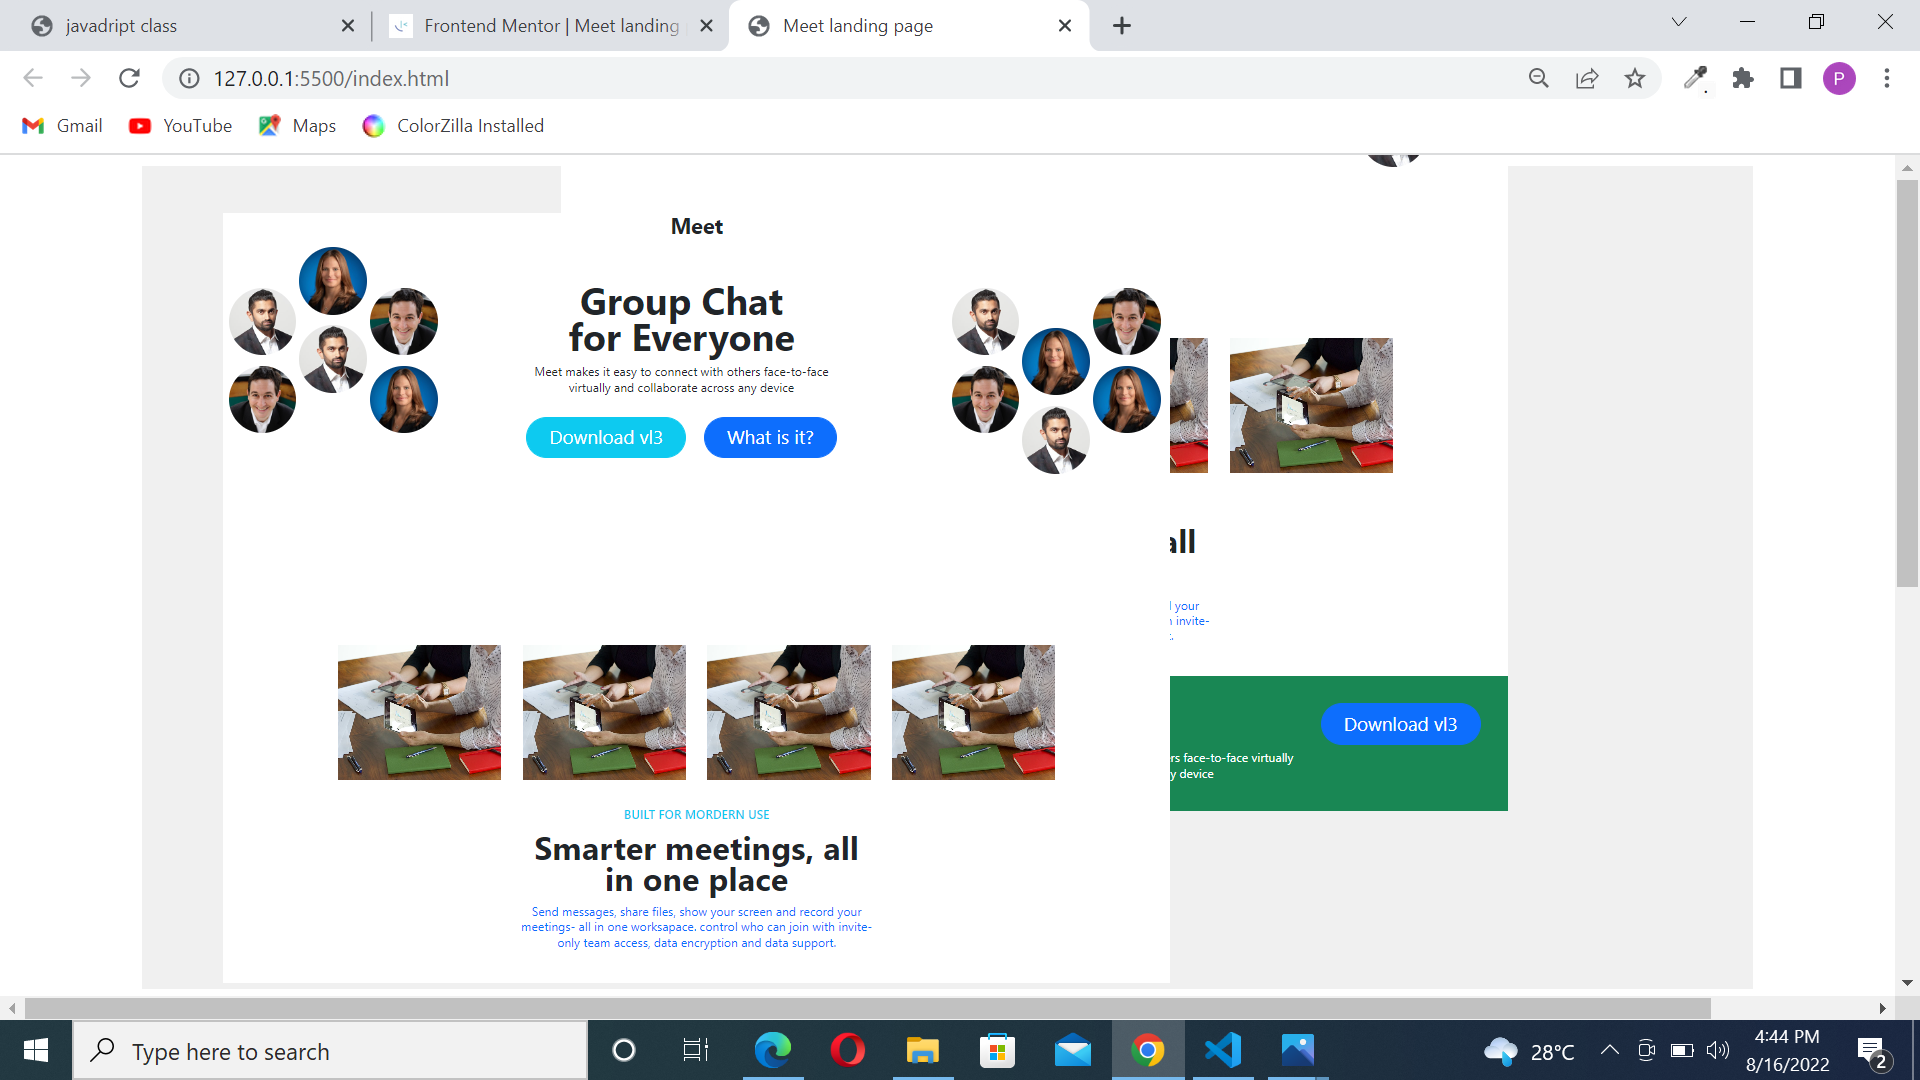 javadript class
Frontend Mentor | Meet landing
Meet landing page
127.0.0.1:5500/index.html
P
Gmail
YouTube
Maps
ColorZilla Installed
Meet
Group Chat
for Everyone
Meet makes it easy to connect with others face-to-face
virtually and collaborate across any device
Download vl3
What is it?
all
your
invite-
Download vl3
face-to-face virtually
device
BUILT FOR MORDERN USE
Smarter meetings, all
in one place
Send messages, share files, show your screen and record your
meetings- all in one worksapace. control who can join with invite-
only team access, data encryption and data support.
Type here to search
28°C
4:44 PM
8/16/2022
2